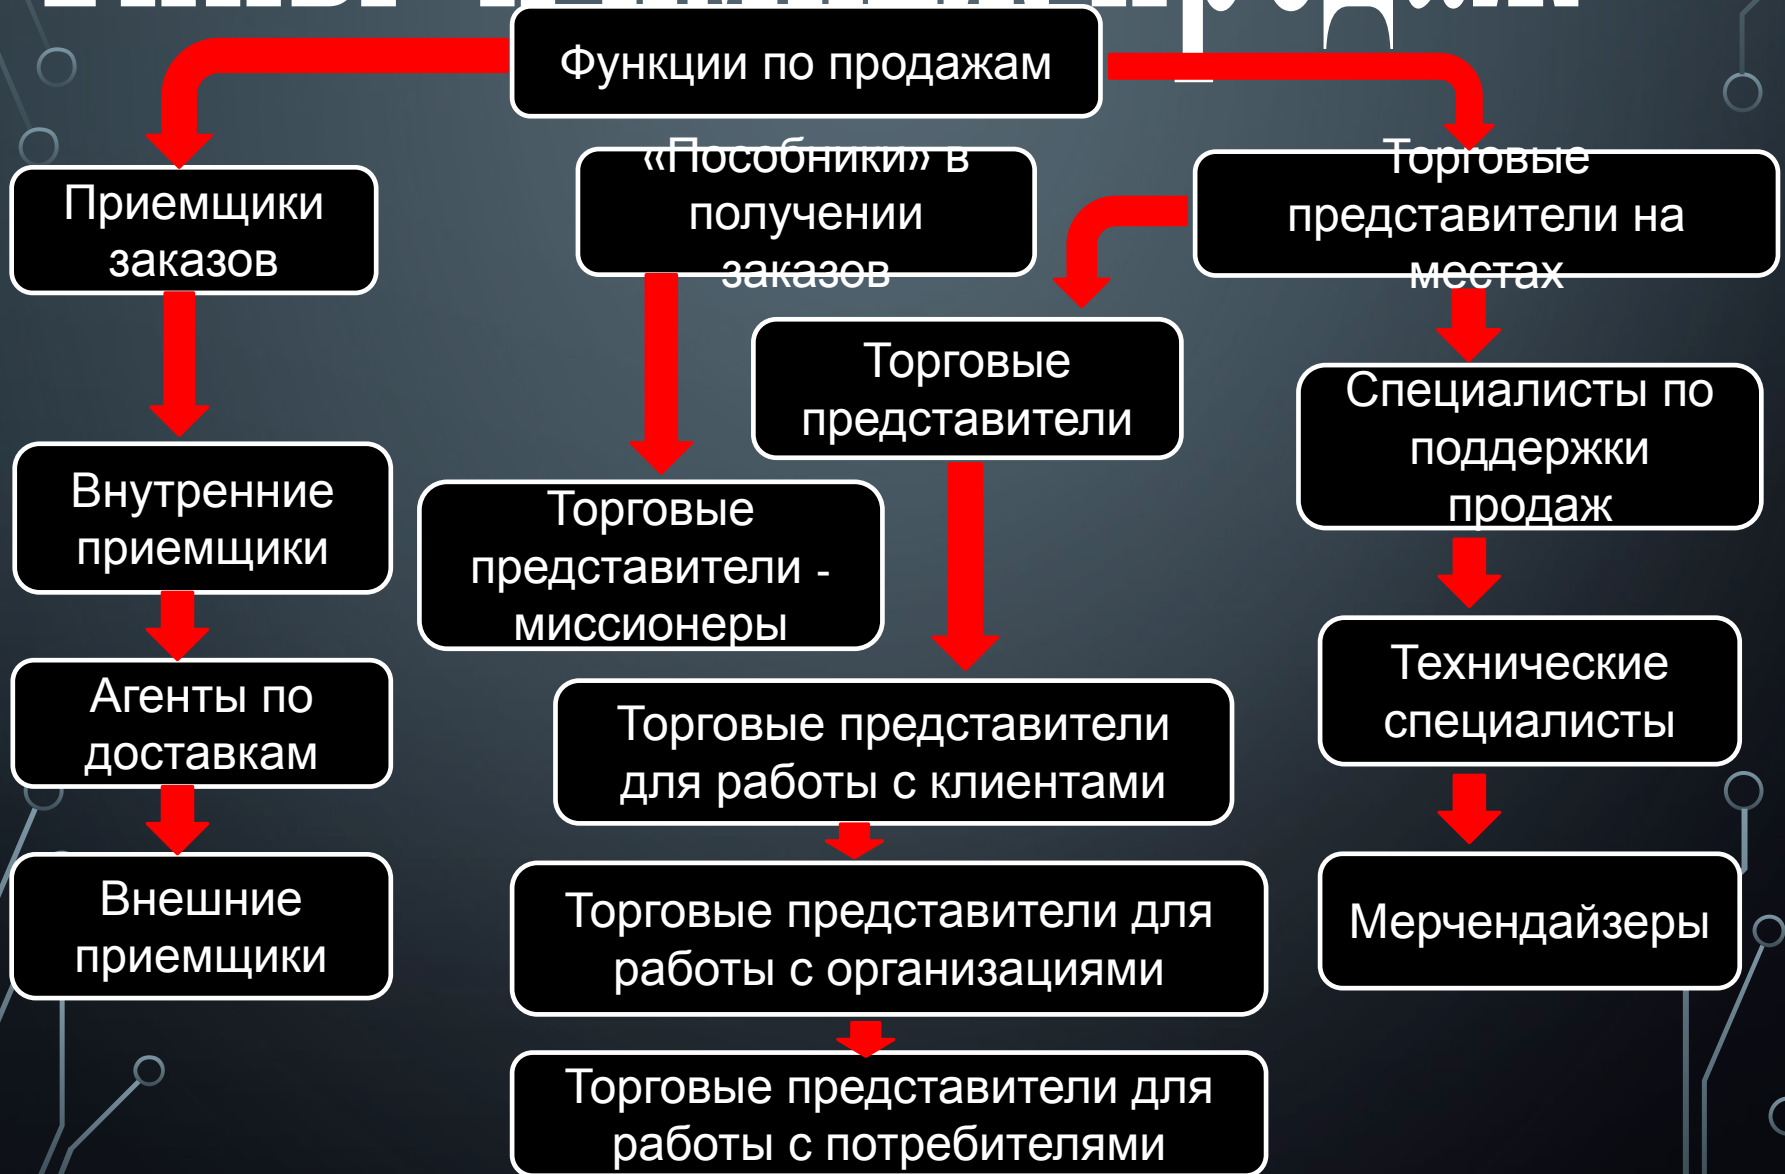 Функции по продажам
«Пособники» в
получении
заказов
Торговые
представители на
местах
Приемщики
заказов
Торговые
представители
Специалисты по
поддержки
продаж
Внутренние
приемщики
Торговые
представители -
миссионеры
Технические
специалисты
Агенты по
доставкам
Торговые представители
для работы с клиентами
Внешние
приемщики
Торговые представители для
работы с организациями
Мерчендайзеры
Торговые представители для
работы с потребителями